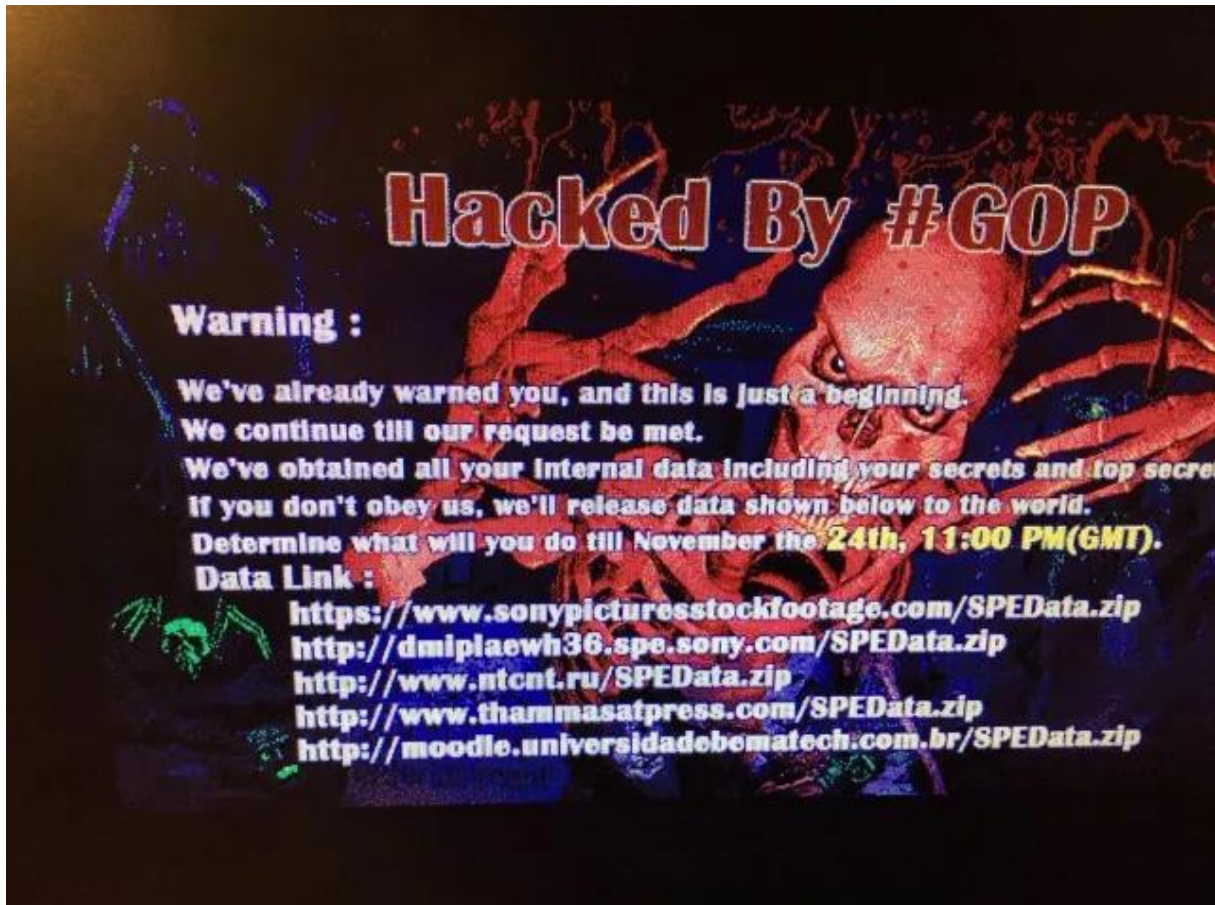 Hacked By #GOP
Warning :
We've already warned you, and this is just a beginning.
We continue till our request be met.
We've obtained all your internal data including your secrets and top secre
If you don't obey us, we'll release data shown below to the world.
Determine what will you do till November the 24th, 11:00 PM(GMT).
Data Link :
https://www.sonypicturesstockfootage.com/SPEData.zip
http://dmiplaewh36.spe.sony.com/SPEData.zip
http://www.ntcnt.ru/SPEData.zip
http://www.thammasatpress.com/SPEData.zip
http://moodle.universidadebematech.com.br/SPEData.zip